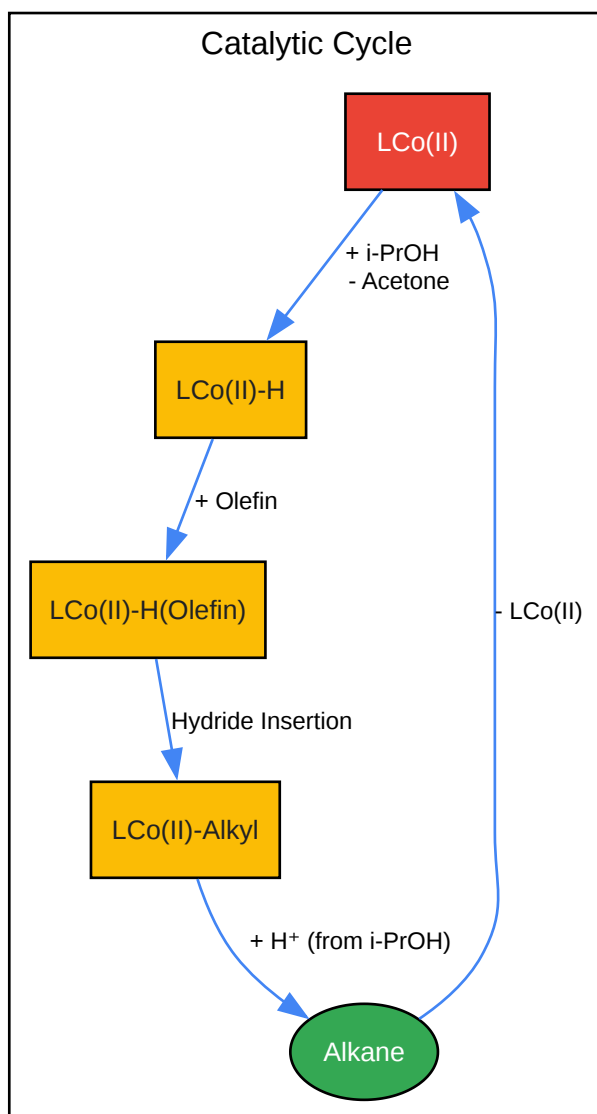 Catalytic Cycle
LCo(II)
+ i-PrOH
- Acetone
LCo(II)-H
+ Olefin
LCo(II)-H(Olefin)
- LCo(II)
Hydride Insertion
LCo(II)-Alkyl
+ H⁺ (from i-PrOH)
Alkane